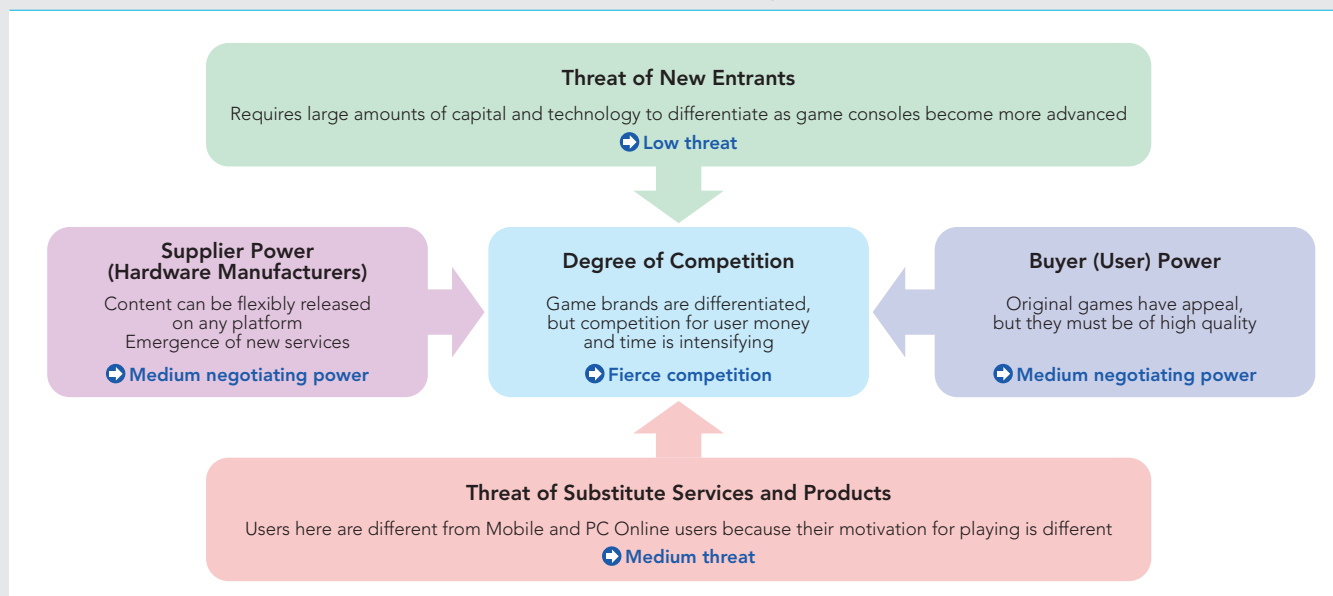 Threat of New Entrants
Requires large amounts of capital and technology to differentiate as game consoles become more advanced
Low threat
Supplier Power
(Hardware Manufacturers)
Content can be flexibly released
on any platform
Emergence of new services
Medium negotiating power
Degree of Competition
Game brands are differentiated,
but competition for user money
and time is intensifying
Fierce competition
Buyer (User) Power
Original games have appeal,
but they must be of high quality
Medium negotiating power
Threat of Substitute Services and Products
Users here are different from Mobile and PC Online users because their motivation for playing is different
Medium threat